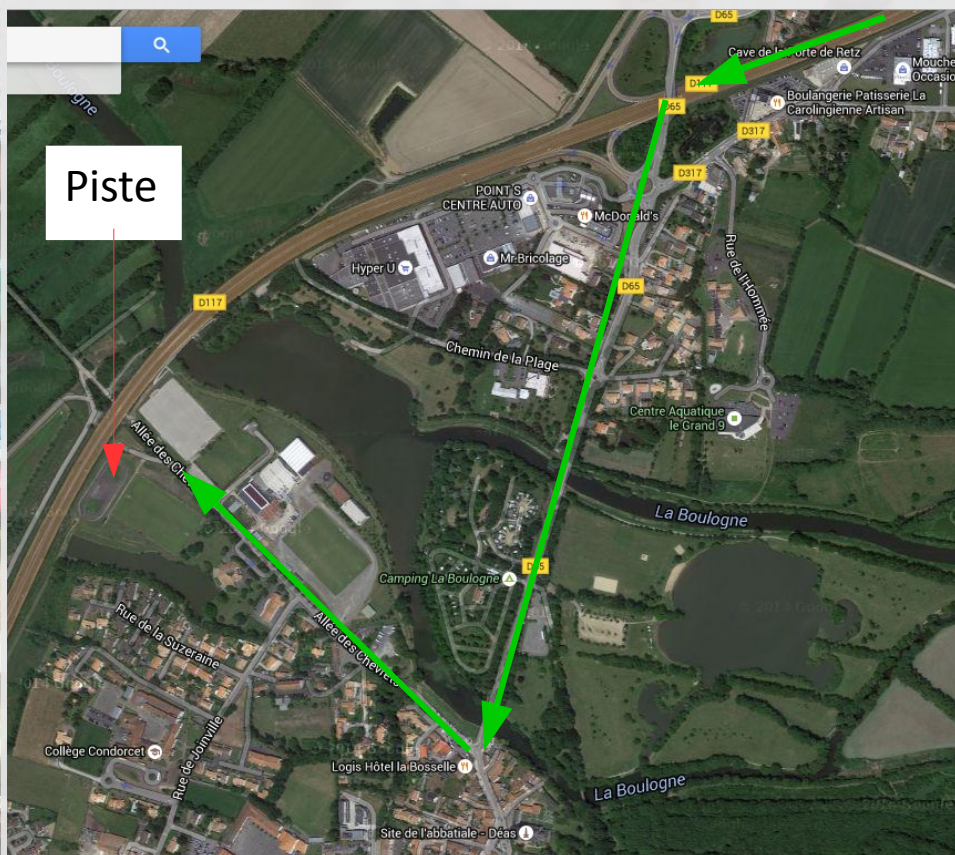 D65
Cave de la Porte de Retz
Mouche
Occasio
Boulogne
D117
D65
Boulangerie Patisserie La
Carolingienne Artisan
D317
Piste
D317
POINT S
CENTRE AUTO
McDonald's
Rue de l'Hommée
Hyper U
Mr-Bricolage
D65
D117
Chemin de la Plage
Centre Aquatique
le Grand 9
Allée des Che
La Boulogne
D65
Camping La Boulogne
Rue de la Suzeraine
Allée des Chevrets
Rue de Joinville
Collège Condorcet
Logis Hôtel la Bosselle
La Boulogne
Site de l'abbatiale - Déas